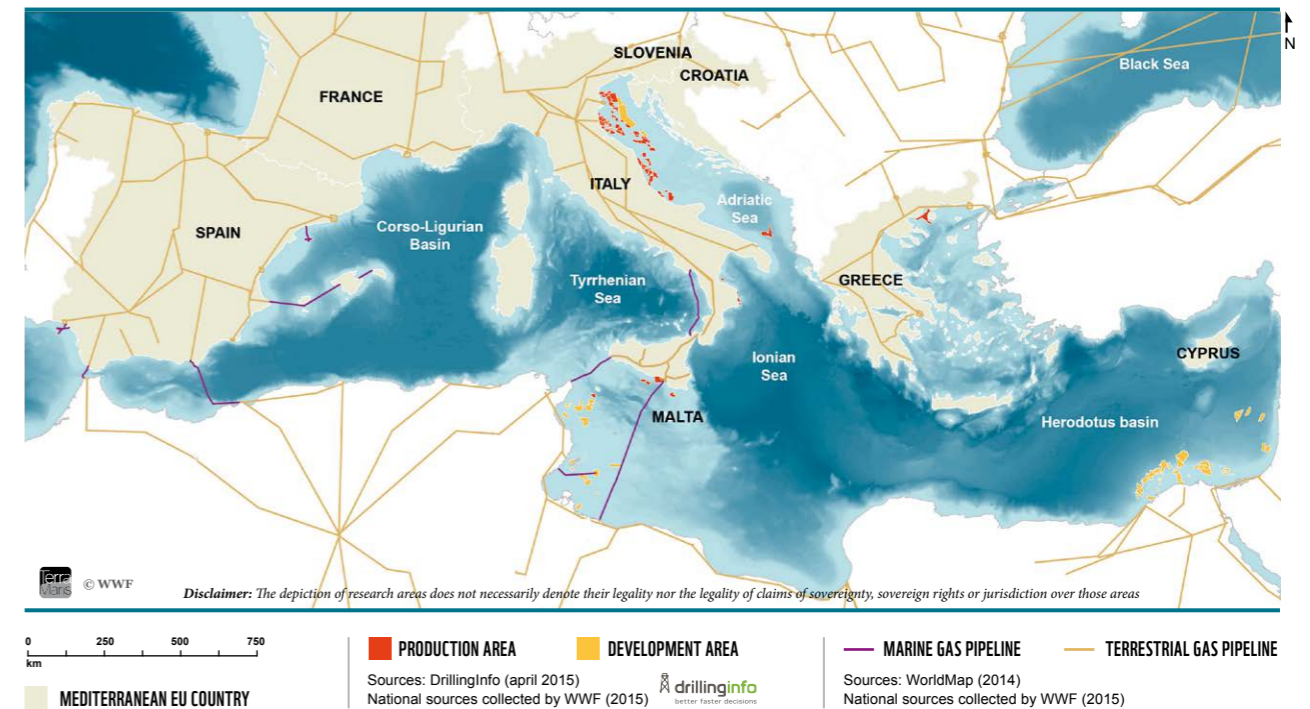 N
SLOVENIA
CROATIA
Black Sea
FRANCE
ITALY
Adriatic
Sea
SPAIN
Corso-Ligurian
Basin
Tyrrhenian
Sea
GREECE
Ionian
Sea
CYPRUS
MALTA
Herodotus basin
Terra
Maris
© WWF
Disclaimer: The depiction of research areas does not necessarily denote their legality nor the legality of claims of sovereignty, sovereign rights or jurisdiction over those areas
0 250 500 750
km
MEDITERRANEAN EU COUNTRY
PRODUCTION AREA
DEVELOPMENT AREA
Sources: DrillingInfo (april 2015)
National sources collected by WWF (2015)
drillinginfo
better faster decisions
MARINE GAS PIPELINE
TERRESTRIAL GAS PIPELINE
Sources: WorldMap (2014)
National sources collected by WWF (2015)